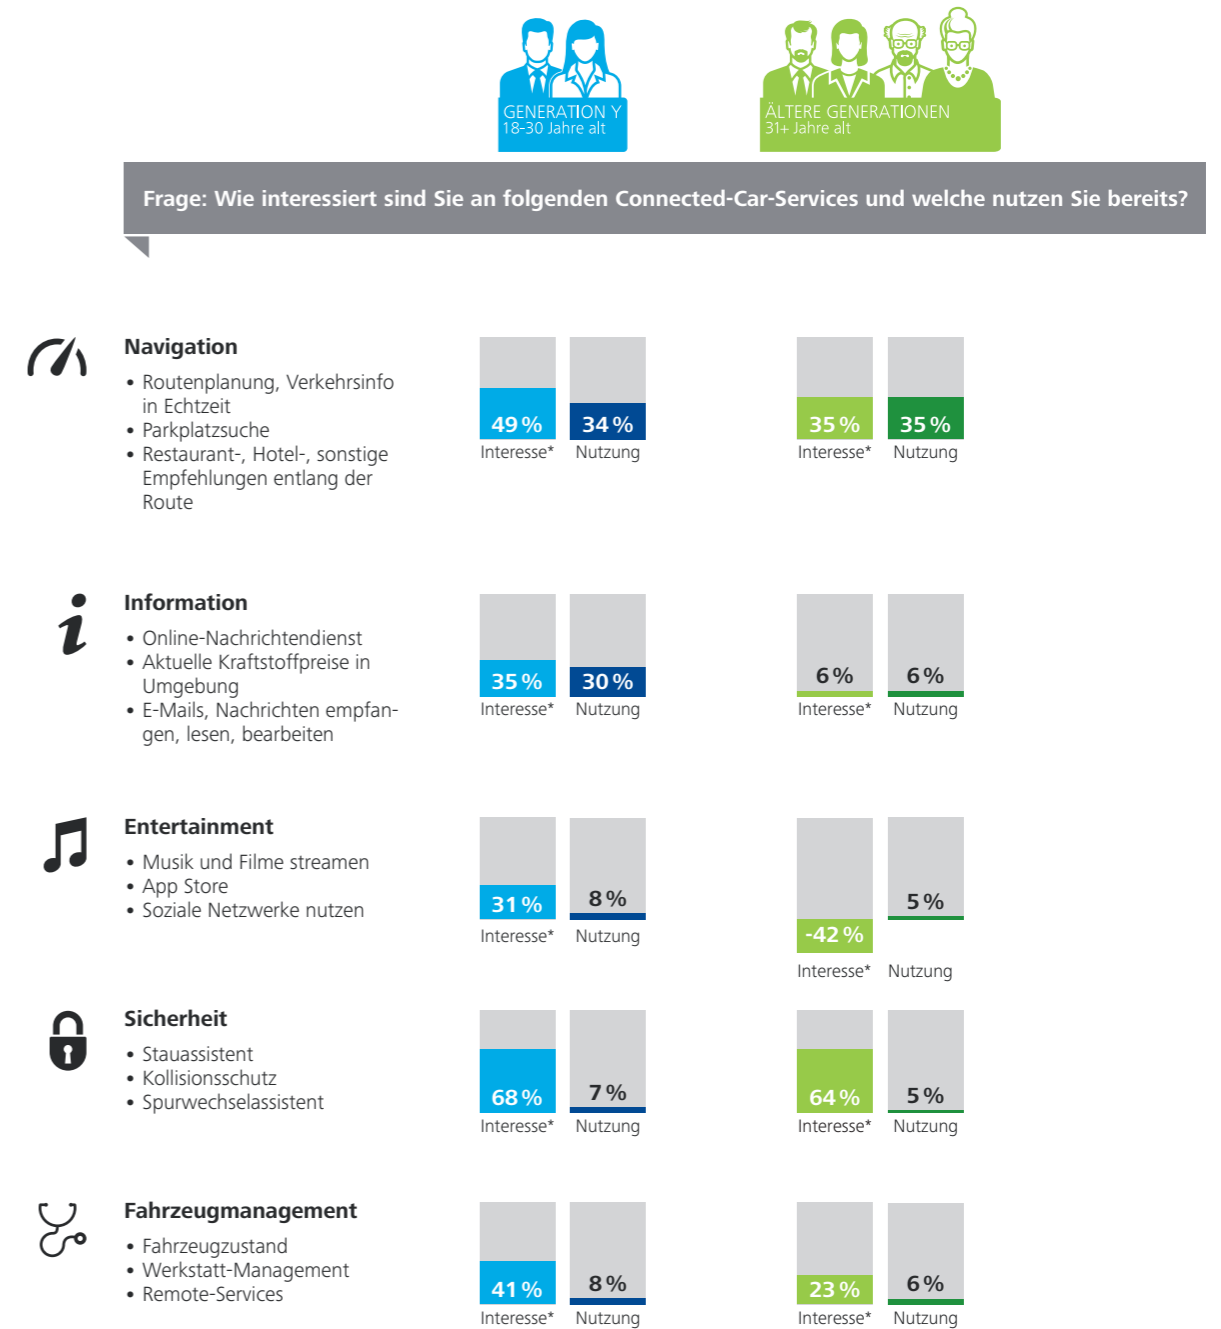 GENERATION Y
18-30 Jahre alt
ÄLTERE GENERATIONEN
31+ Jahre alt
Frage: Wie interessiert sind Sie an folgenden Connected-Car-Services und welche nutzen Sie bereits?
Navigation
• Routenplanung, Verkehrsinfo
in Echtzeit
• Parkplatzsuche
• Restaurant-, Hotel-, sonstige
Empfehlungen entlang der
Route
49 % 34 % 35 % 35 %
Interesse* Nutzung Interesse* Nutzung
Information
• Online-Nachrichtendienst
• Aktuelle Kraftstoffpreise in
Umgebung
• E-Mails, Nachrichten empfan-
gen, lesen, bearbeiten
35 % 30 % 6 % 6 %
Interesse* Nutzung Interesse* Nutzung
Entertainment
• Musik und Filme streamen
• App Store
• Soziale Netzwerke nutzen
31 % 8 % -42 % 5 %
Interesse* Nutzung Interesse* Nutzung
Sicherheit
• Stauassistent
• Kollisionsschutz
• Spurwechselassistent
68 % 7 % 64 % 5 %
Interesse* Nutzung Interesse* Nutzung
Fahrzeugmanagement
• Fahrzeugzustand
• Werkstatt-Management
• Remote-Services
41 % 8 % 23 % 6 %
Interesse* Nutzung Interesse* Nutzung